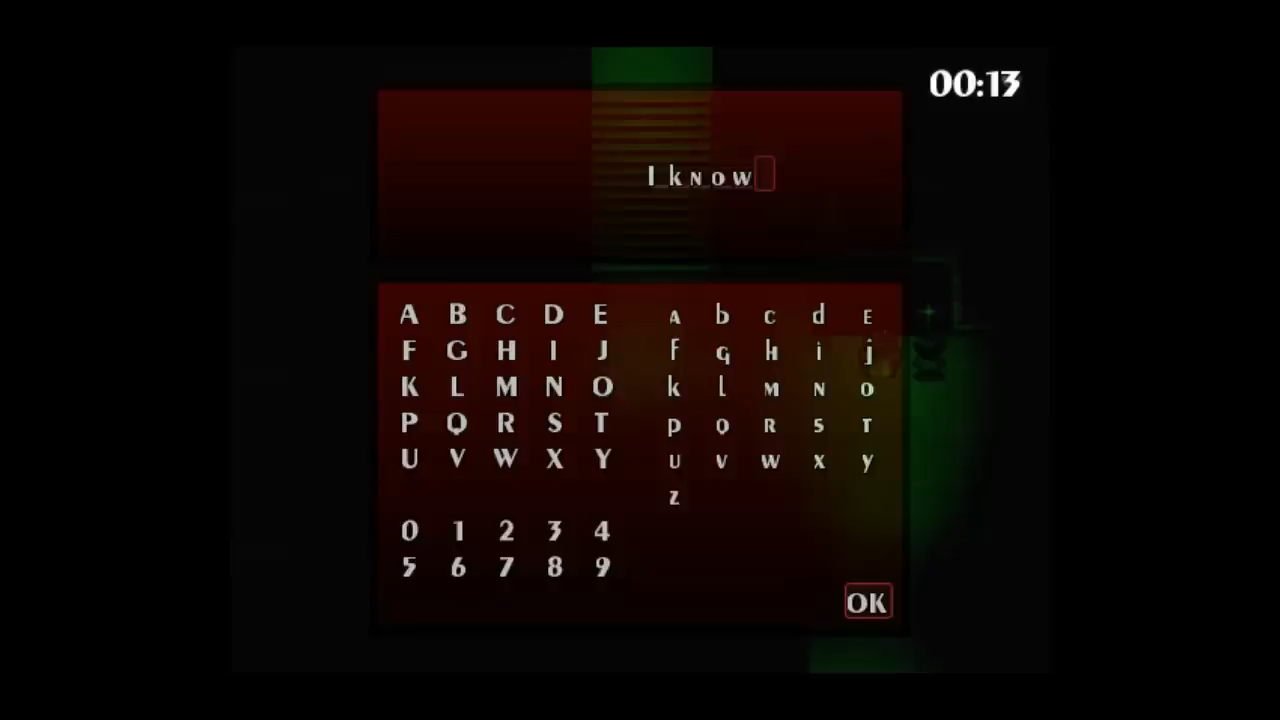 00:13
I know
A B C D E a b c d e
F G H I J f g h i j
K L M N O k l m n o
P Q R S T p q r s t
U V W X Y u v w x y
z
0 1 2 3 4
5 6 7 8 9
OK